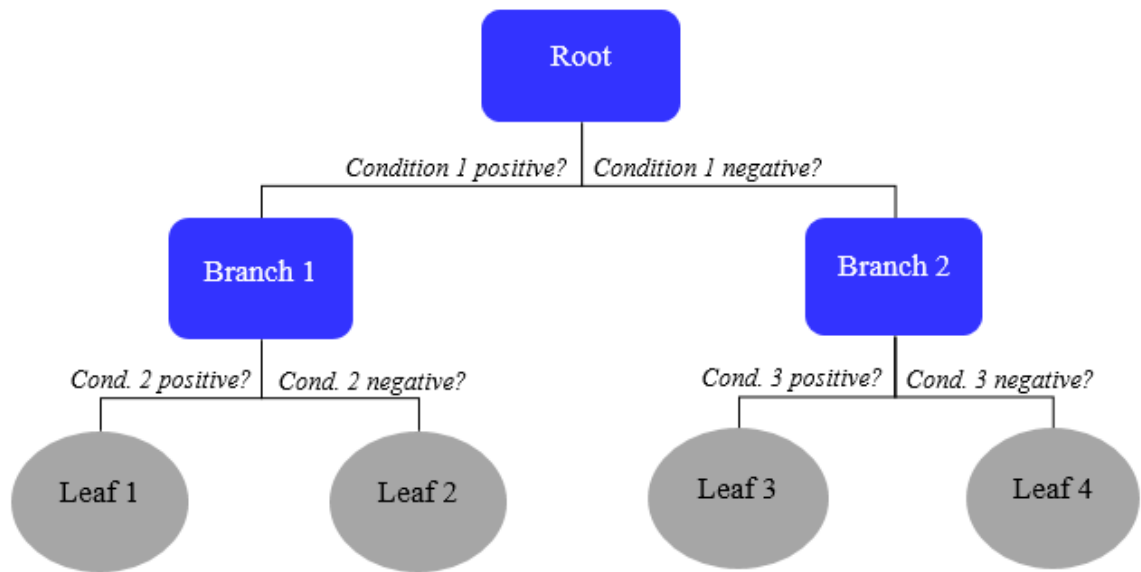 Root
Condition 1 positive?
Condition 1 negative?
Branch 1
Branch 2
Cond. 2 positive?
Cond. 2 negative?
Cond. 3 positive?
Cond. 3 negative?
Leaf 1
Leaf 2
Leaf 3
Leaf 4